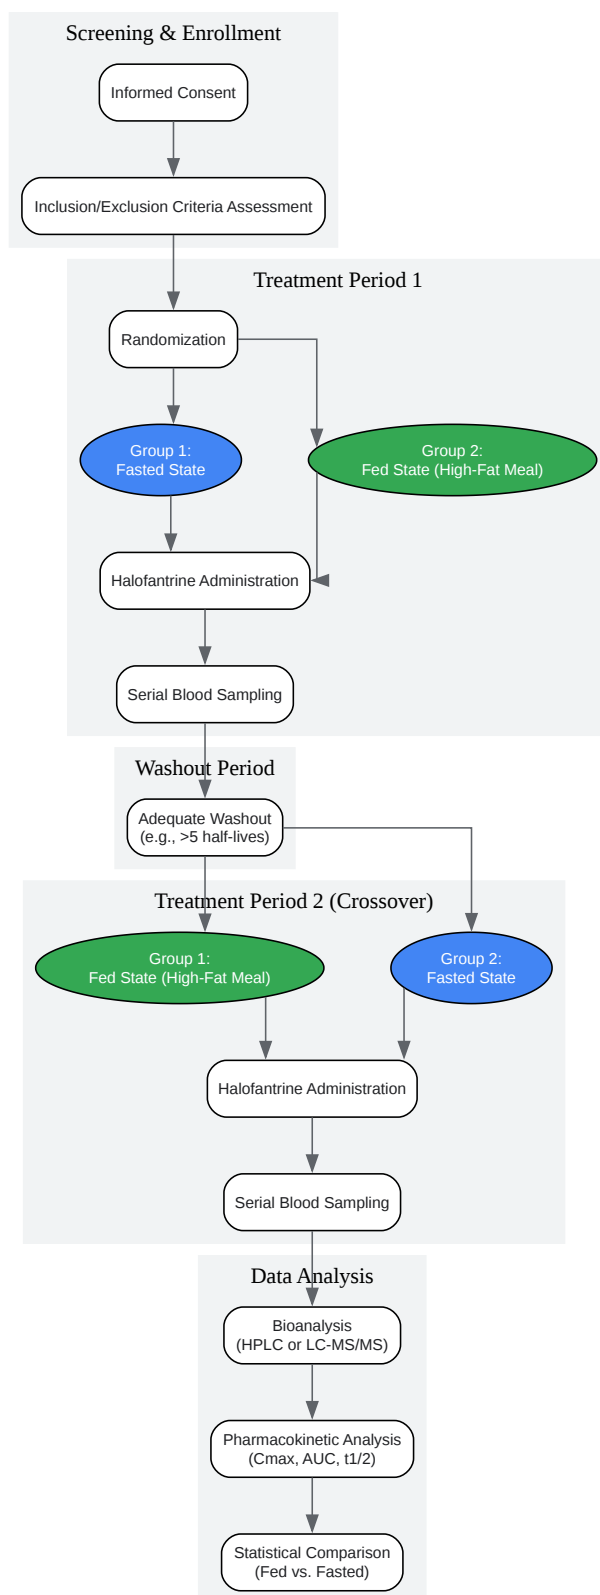 Screening & Enrollment
Informed Consent
Inclusion/Exclusion Criteria Assessment
Treatment Period 1
Randomization
Group 1:
Fasted State
Group 2:
Fed State (High-Fat Meal)
Halofantrine Administration
Serial Blood Sampling
Washout Period
Adequate Washout
(e.g., >5 half-lives)
Treatment Period 2 (Crossover)
Group 1:
Fed State (High-Fat Meal)
Group 2:
Fasted State
Halofantrine Administration
Serial Blood Sampling
Data Analysis
Bioanalysis
(HPLC or LC-MS/MS)
Pharmacokinetic Analysis
(Cmax, AUC, t1/2)
Statistical Comparison
(Fed vs. Fasted)